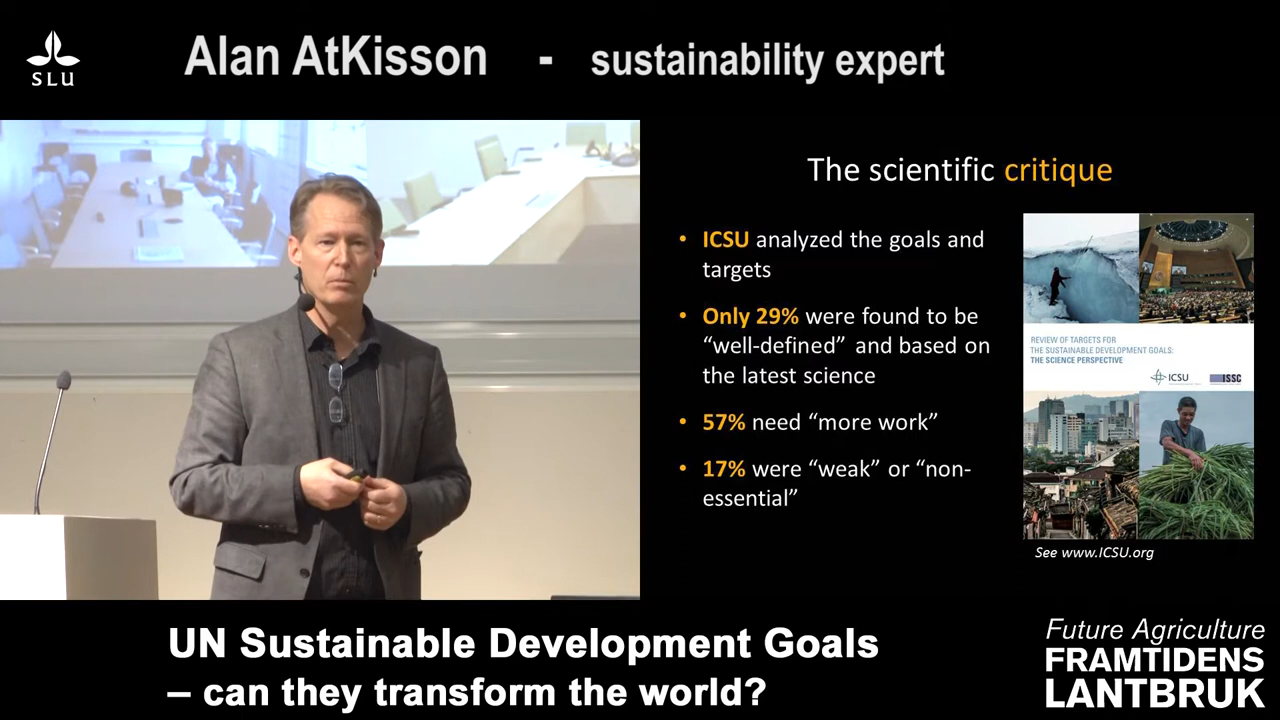 SLU
Alan AtKisson - sustainability expert
The scientific critique
• ICSU analyzed the goals and
targets
• Only 29% were found to be
“well-defined” and based on
the latest science
• 57% need “more work”
• 17% were “weak” or “non-
essential”
REVIEW OF TARGETS FOR
THE SUSTAINABLE DEVELOPMENT GOALS:
THE SCIENCE PERSPECTIVE
ICSU
ISSC
See www.ICSU.org
UN Sustainable Development Goals
– can they transform the world?
Future Agriculture
FRAMTIDENS
LANTBRUK